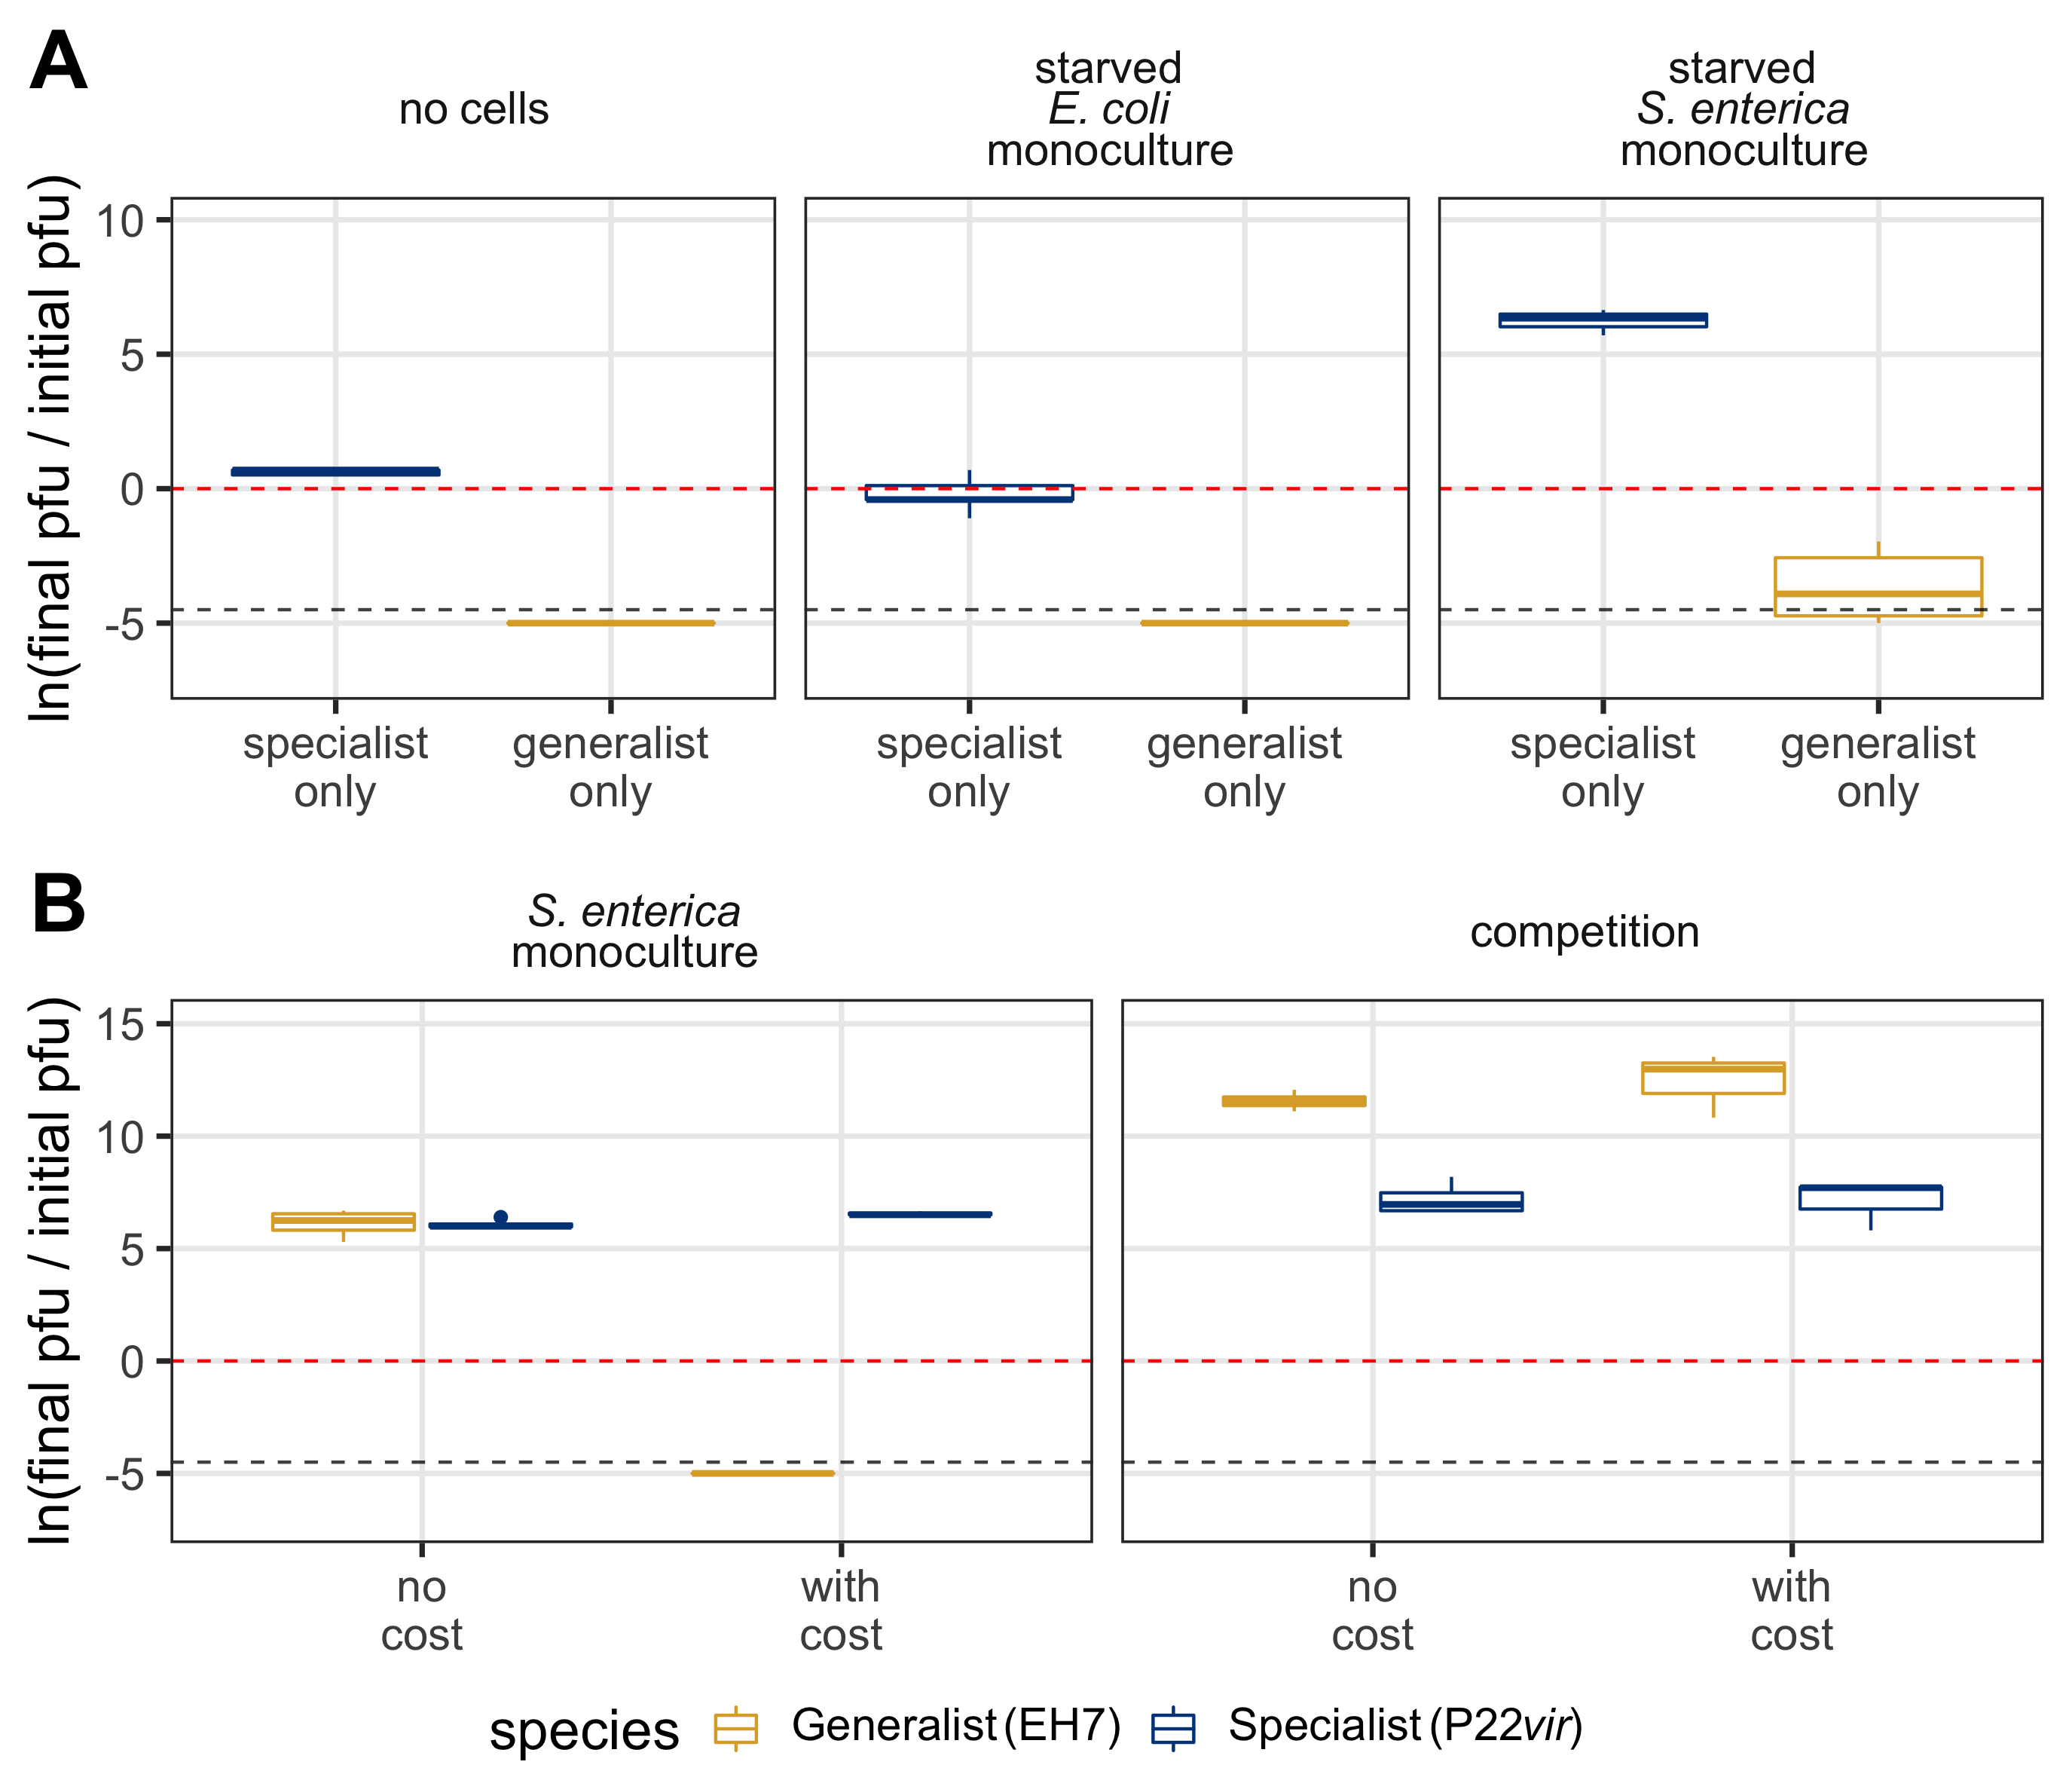 A
no cells
starved
E. coli
monoculture
starved
S. enterica
monoculture
ln(final pfu / initial pfu)
10
5
0
-5
specialist
only
generalist
only
specialist
only
generalist
only
specialist
only
generalist
only
B
S. enterica
monoculture
competition
ln(final pfu / initial pfu)
15
10
5
0
-5
no
cost
with
cost
no
cost
with
cost
species
Generalist (EH7)
Specialist (P22vir)